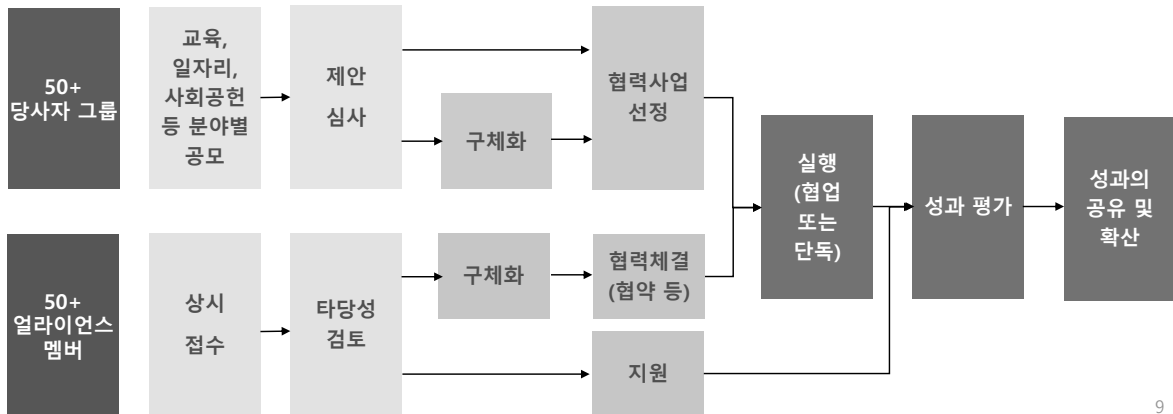 50+
당사자 그룹
교육,
일자리,
사회공헌
등 분야별
공모
제안
심사
구체화
협력사업
선정
50+
얼라이언스
멤버
상시
접수
타당성
검토
구체화
협력체결
(협약 등)
지원
실행
(협업
또는
단독)
성과 평가
성과의
공유 및
확산
9